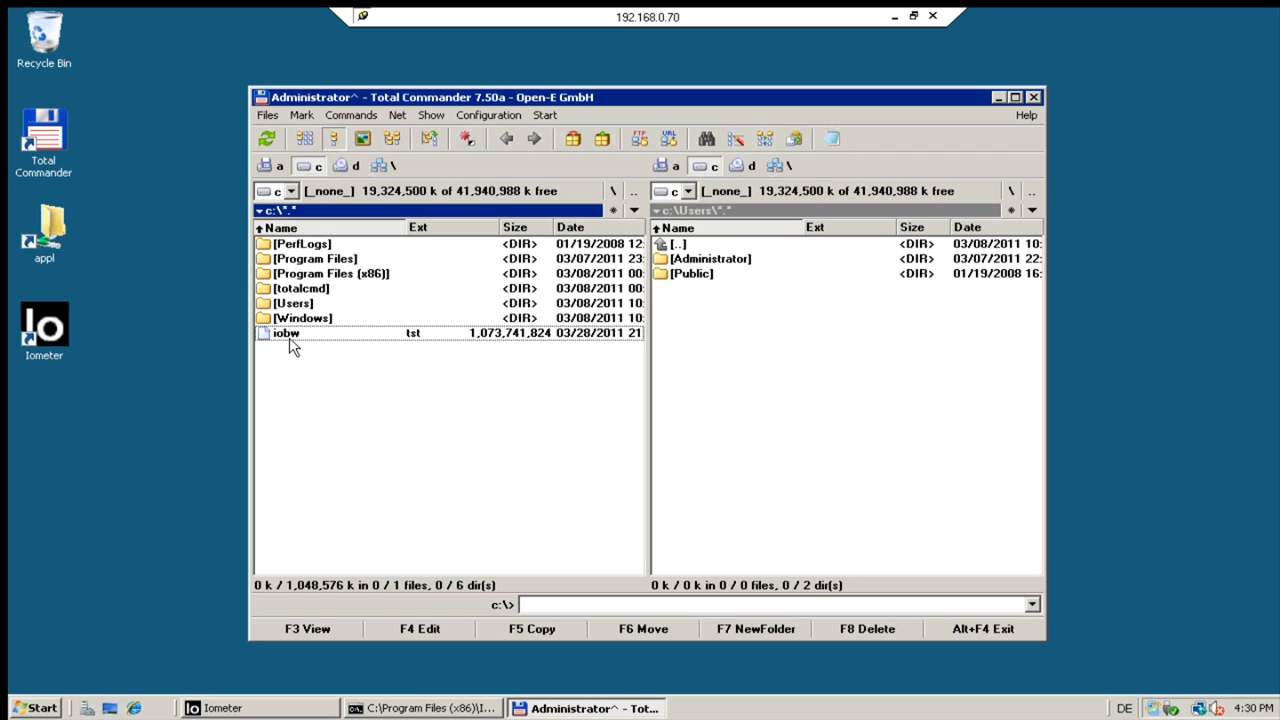 192.168.0.70
Recycle Bin
Total
Commander
appl
Iometer
Administrator^ - Total Commander 7.50a - Open-E GmbH
Files Mark Commands Net Show Configuration Start Help
FTP URL
a c d \ a c d \
c [_none_] 19,324,500 k of 41,940,988 k free \ .. c [_none_] 19,324,500 k of 41,940,988 k free \ ..
c:\*.* * c:\Users\*.* *
Name Ext Size Date Name Ext Size Date
[PerfLogs] <DIR> 01/19/2008 12: [..] <DIR> 03/08/2011 10:
[Program Files] <DIR> 03/07/2011 23: [Administrator] <DIR> 03/07/2011 22:
[Program Files (x86)] <DIR> 03/08/2011 00: [Public] <DIR> 01/19/2008 16:
[totalcmd] <DIR> 03/08/2011 00:
[Users] <DIR> 03/08/2011 10:
[Windows] <DIR> 03/08/2011 10:
iobw tst 1,073,741,824 03/28/2011 21
0 k / 1,048,576 k in 0 / 1 files, 0 / 6 dir(s) 0 k / 0 k in 0 / 0 files, 0 / 2 dir(s)
c:\>
F3 View F4 Edit F5 Copy F6 Move F7 NewFolder F8 Delete Alt+F4 Exit
Start Iometer C:\Program Files (x86)\I... Administrator^ - Tot... DE 4:30 PM